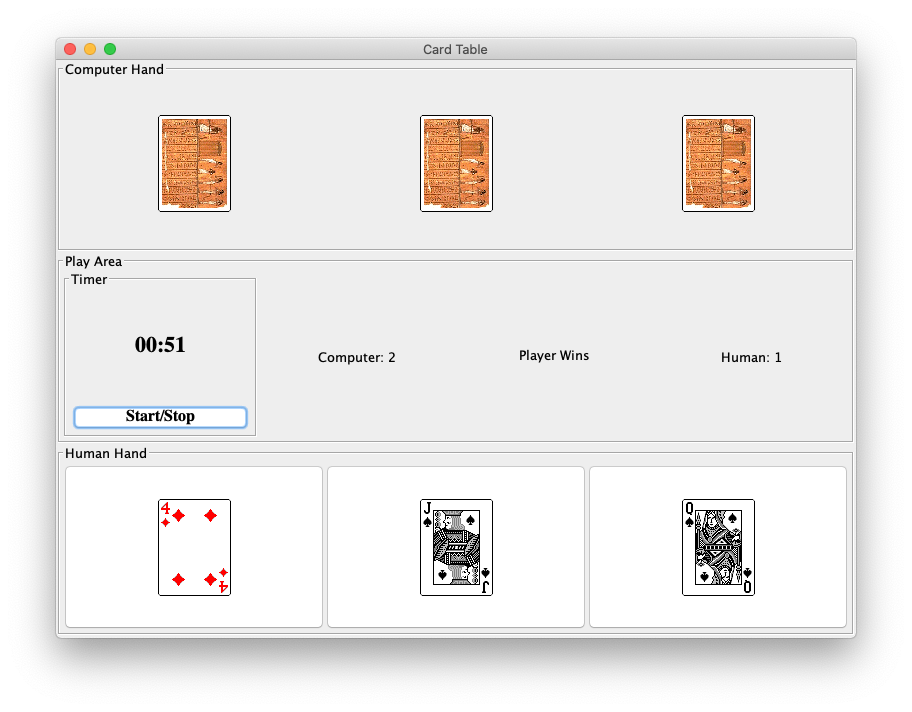 Card Table
Computer Hand
Play Area
Timer
00:51
Computer: 2
Player Wins
Human: 1
Start/Stop
Human Hand
4
4
J
J
Q
Q